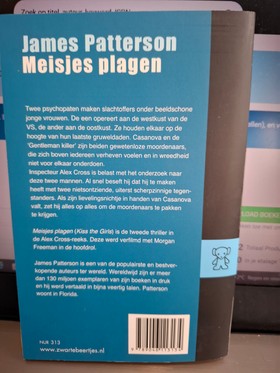 Zoek op titel, auteur, keyword, ISBN
James Patterson
Meisjes plagen
Twee psychopaten maken slachtoffers onder beeldschone
jonge vrouwen. De een opereert aan de westkust van de
VS, de ander aan de oostkust. Ze houden elkaar op de
hoogte van hun laatste gruweldaden. Casanova en de
'Gentleman killer' zijn beiden gewetenloze moordenaars,
die zich boven iedereen verheven voelen en in wreedheid
niet voor elkaar onderdoen.
Inspecteur Alex Cross is belast met het onderzoek naar
deze twee mannen. Al snel beseft hij dat hij te maken
heeft met twee nietsontziende, uiterst scherpzinnige tegen-
standers. Als zijn lievelingsnichtje in handen van Casanova
valt, zet hij alles op alles om de moordenaars te pakken
te krijgen.
Meisjes plagen (Kiss the Girls) is de tweede thriller in
de Alex Cross-reeks. Deze werd verfilmd met Morgan
Freeman in de hoofdrol.
James Patterson is een van de populairste en bestver-
kopende auteurs ter wereld. Wereldwijd zijn er meer
dan 130 miljoen exemplaren van zijn boeken in druk
en hij werd vertaald in bijna veertig talen. Patterson
woont in Florida.
NUR 313
www.zwartebeertjes.nl